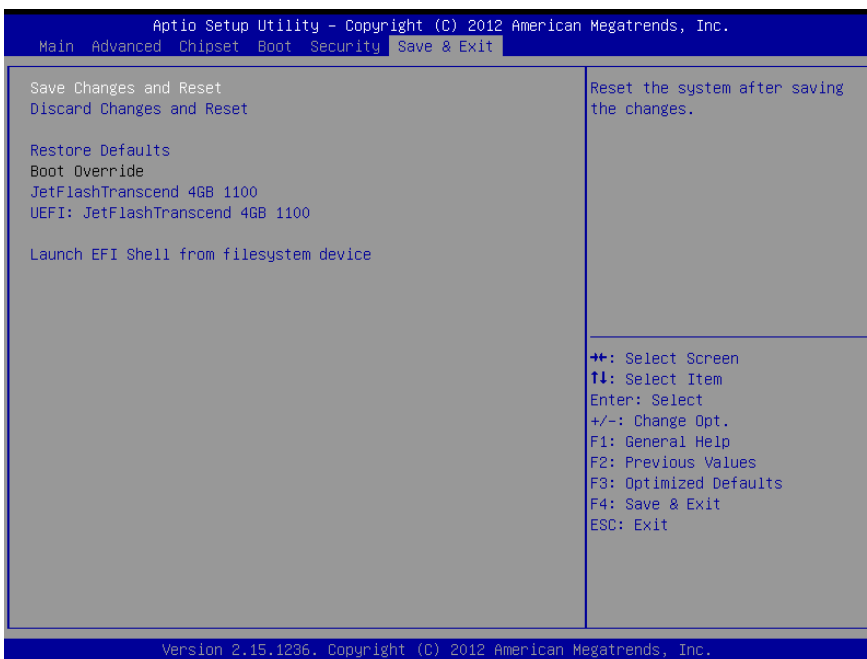 Aptio Setup Utility – Copyright (C) 2012 American Megatrends, Inc.
Main Advanced Chipset Boot Security Save & Exit
Save Changes and Reset
Discard Changes and Reset
Restore Defaults
Boot Override
JetFlashTranscend 4GB 1100
UEFI: JetFlashTranscend 4GB 1100
Launch EFI Shell from filesystem device
Reset the system after saving
the changes.
→←: Select Screen
↑↓: Select Item
Enter: Select
+/-: Change Opt.
F1: General Help
F2: Previous Values
F3: Optimized Defaults
F4: Save & Exit
ESC: Exit
Version 2.15.1236. Copyright (C) 2012 American Megatrends, Inc.